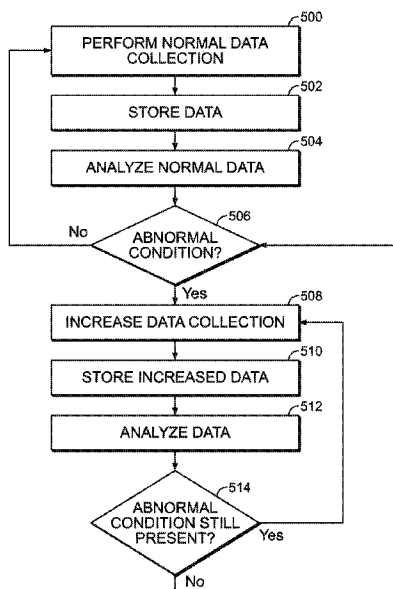 500
PERFORM NORMAL DATA
COLLECTION
502
STORE DATA
504
ANALYZE NORMAL DATA
506
No
ABNORMAL
CONDITION?
Yes
508
INCREASE DATA COLLECTION
510
STORE INCREASED DATA
512
ANALYZE DATA
514
ABNORMAL
CONDITION STILL
PRESENT?
Yes
No